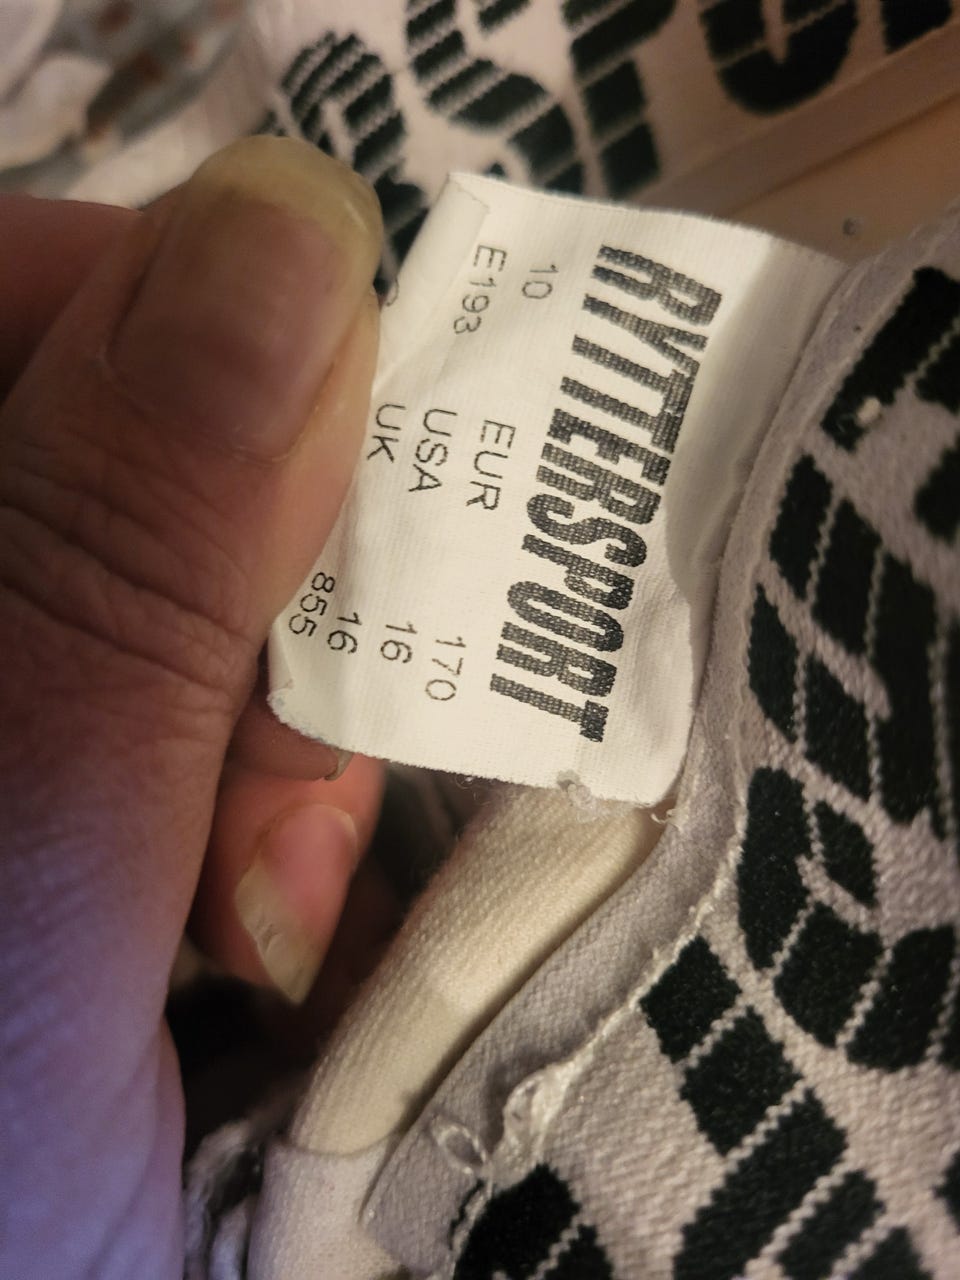 RYTTERSPORT
10
E193
EUR 170
USA 16
UK 16
855